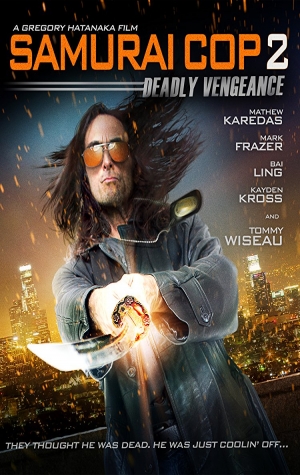 A GREGORY HATANAKA FILM
SAMURAI COP 2
DEADLY VENGEANCE
MATHEW
KAREDAS
MARK
FRAZER
BAI
LING
KAYDEN
KROSS
AND
TOMMY
WISEAU
THEY THOUGHT HE WAS DEAD. HE WAS JUST COOLIN' OFF....